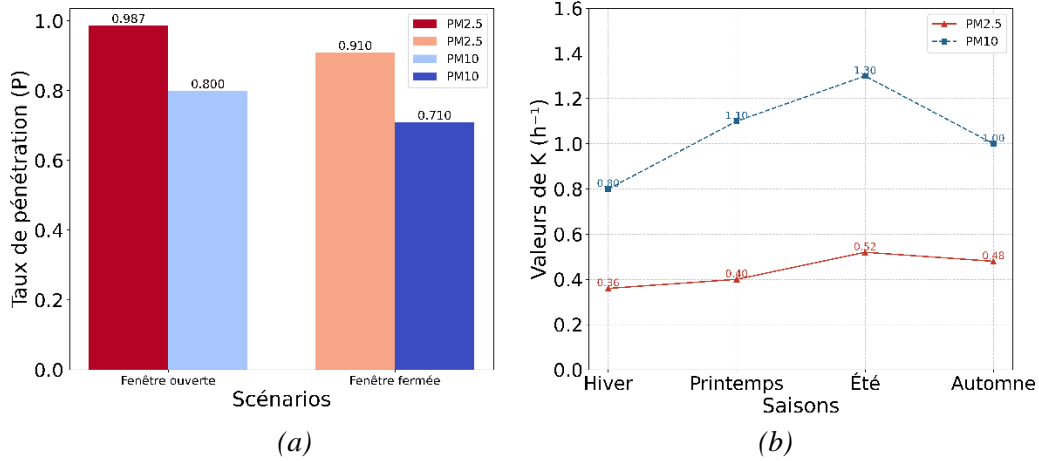 Taux de pénétration (P)
1.0
0.8
0.6
0.4
0.2
0.0
0.987
0.800
0.910
0.710
PM2.5
PM2.5
PM10
PM10
Fenêtre ouverte
Fenêtre fermée
Scénarios
(a)
Valeurs de K (h⁻¹)
1.6
1.4
1.2
1.0
0.8
0.6
0.4
0.2
0.0
PM2.5
PM10
0.80
1.10
1.30
1.00
0.36
0.40
0.52
0.48
Hiver
Printemps
Été
Automne
Saisons
(b)